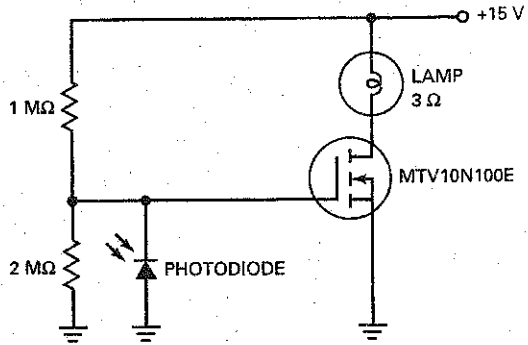 +15 V
LAMP
3 Ω
1 MΩ
MTV10N100E
2 MΩ
PHOTODIODE